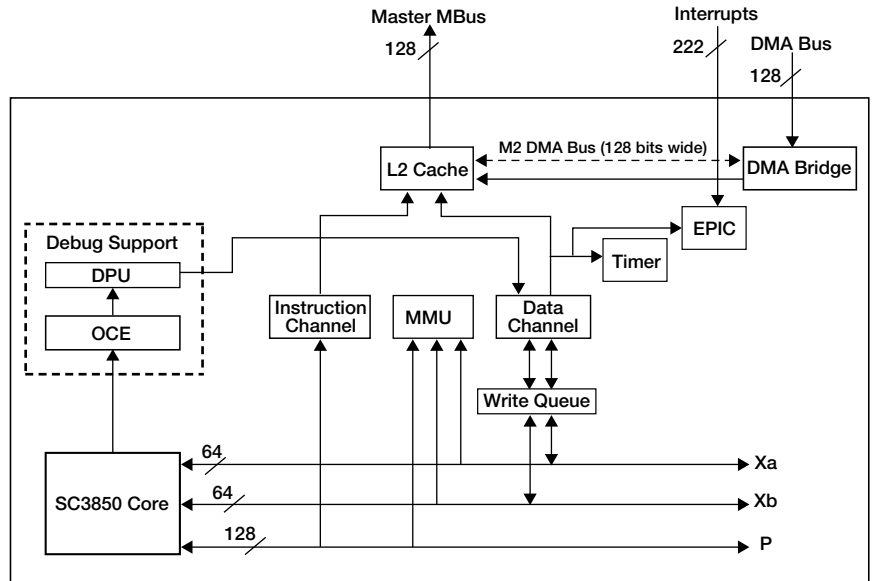 Master MBus
Interrupts
128
222
DMA Bus
128
M2 DMA Bus (128 bits wide)
L2 Cache
DMA Bridge
EPIC
Debug Support
Timer
DPU
Instruction
Channel
MMU
Data
Channel
OCE
Write Queue
64
Xa
SC3850 Core
64
Xb
128
P